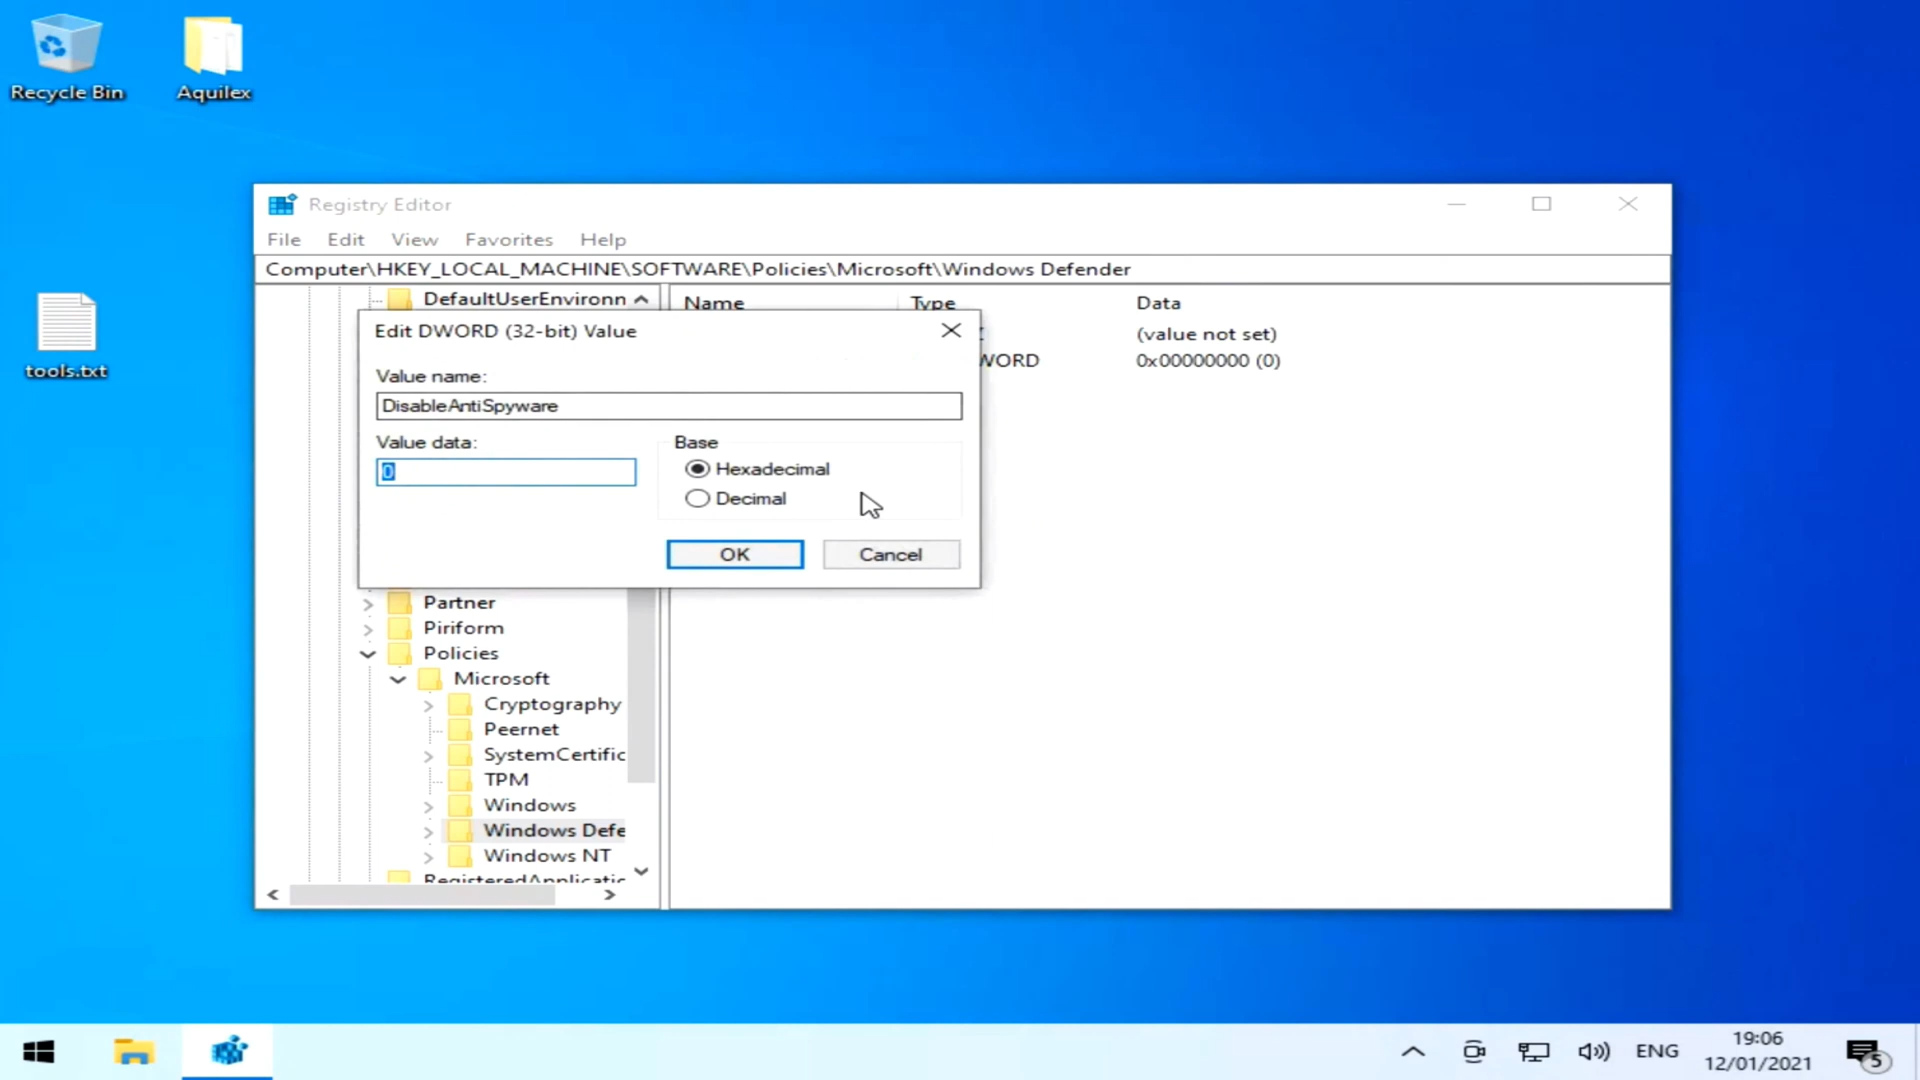 Recycle Bin
Aquilex
tools.txt
Registry Editor
File Edit View Favorites Help
Computer\HKEY_LOCAL_MACHINE\SOFTWARE\Policies\Microsoft\Windows Defender
DefaultUserEnvironn
Name Type Data
(value not set)
WORD 0x00000000 (0)
Edit DWORD (32-bit) Value
Value name:
DisableAntiSpyware
Value data:
0
Base
Hexadecimal
Decimal
OK
Cancel
Partner
Piriform
Policies
Microsoft
Cryptography
Peernet
SystemCertific
TPM
Windows
Windows Defe
Windows NT
RegisteredApplicatic
ENG
19:06
12/01/2021
5